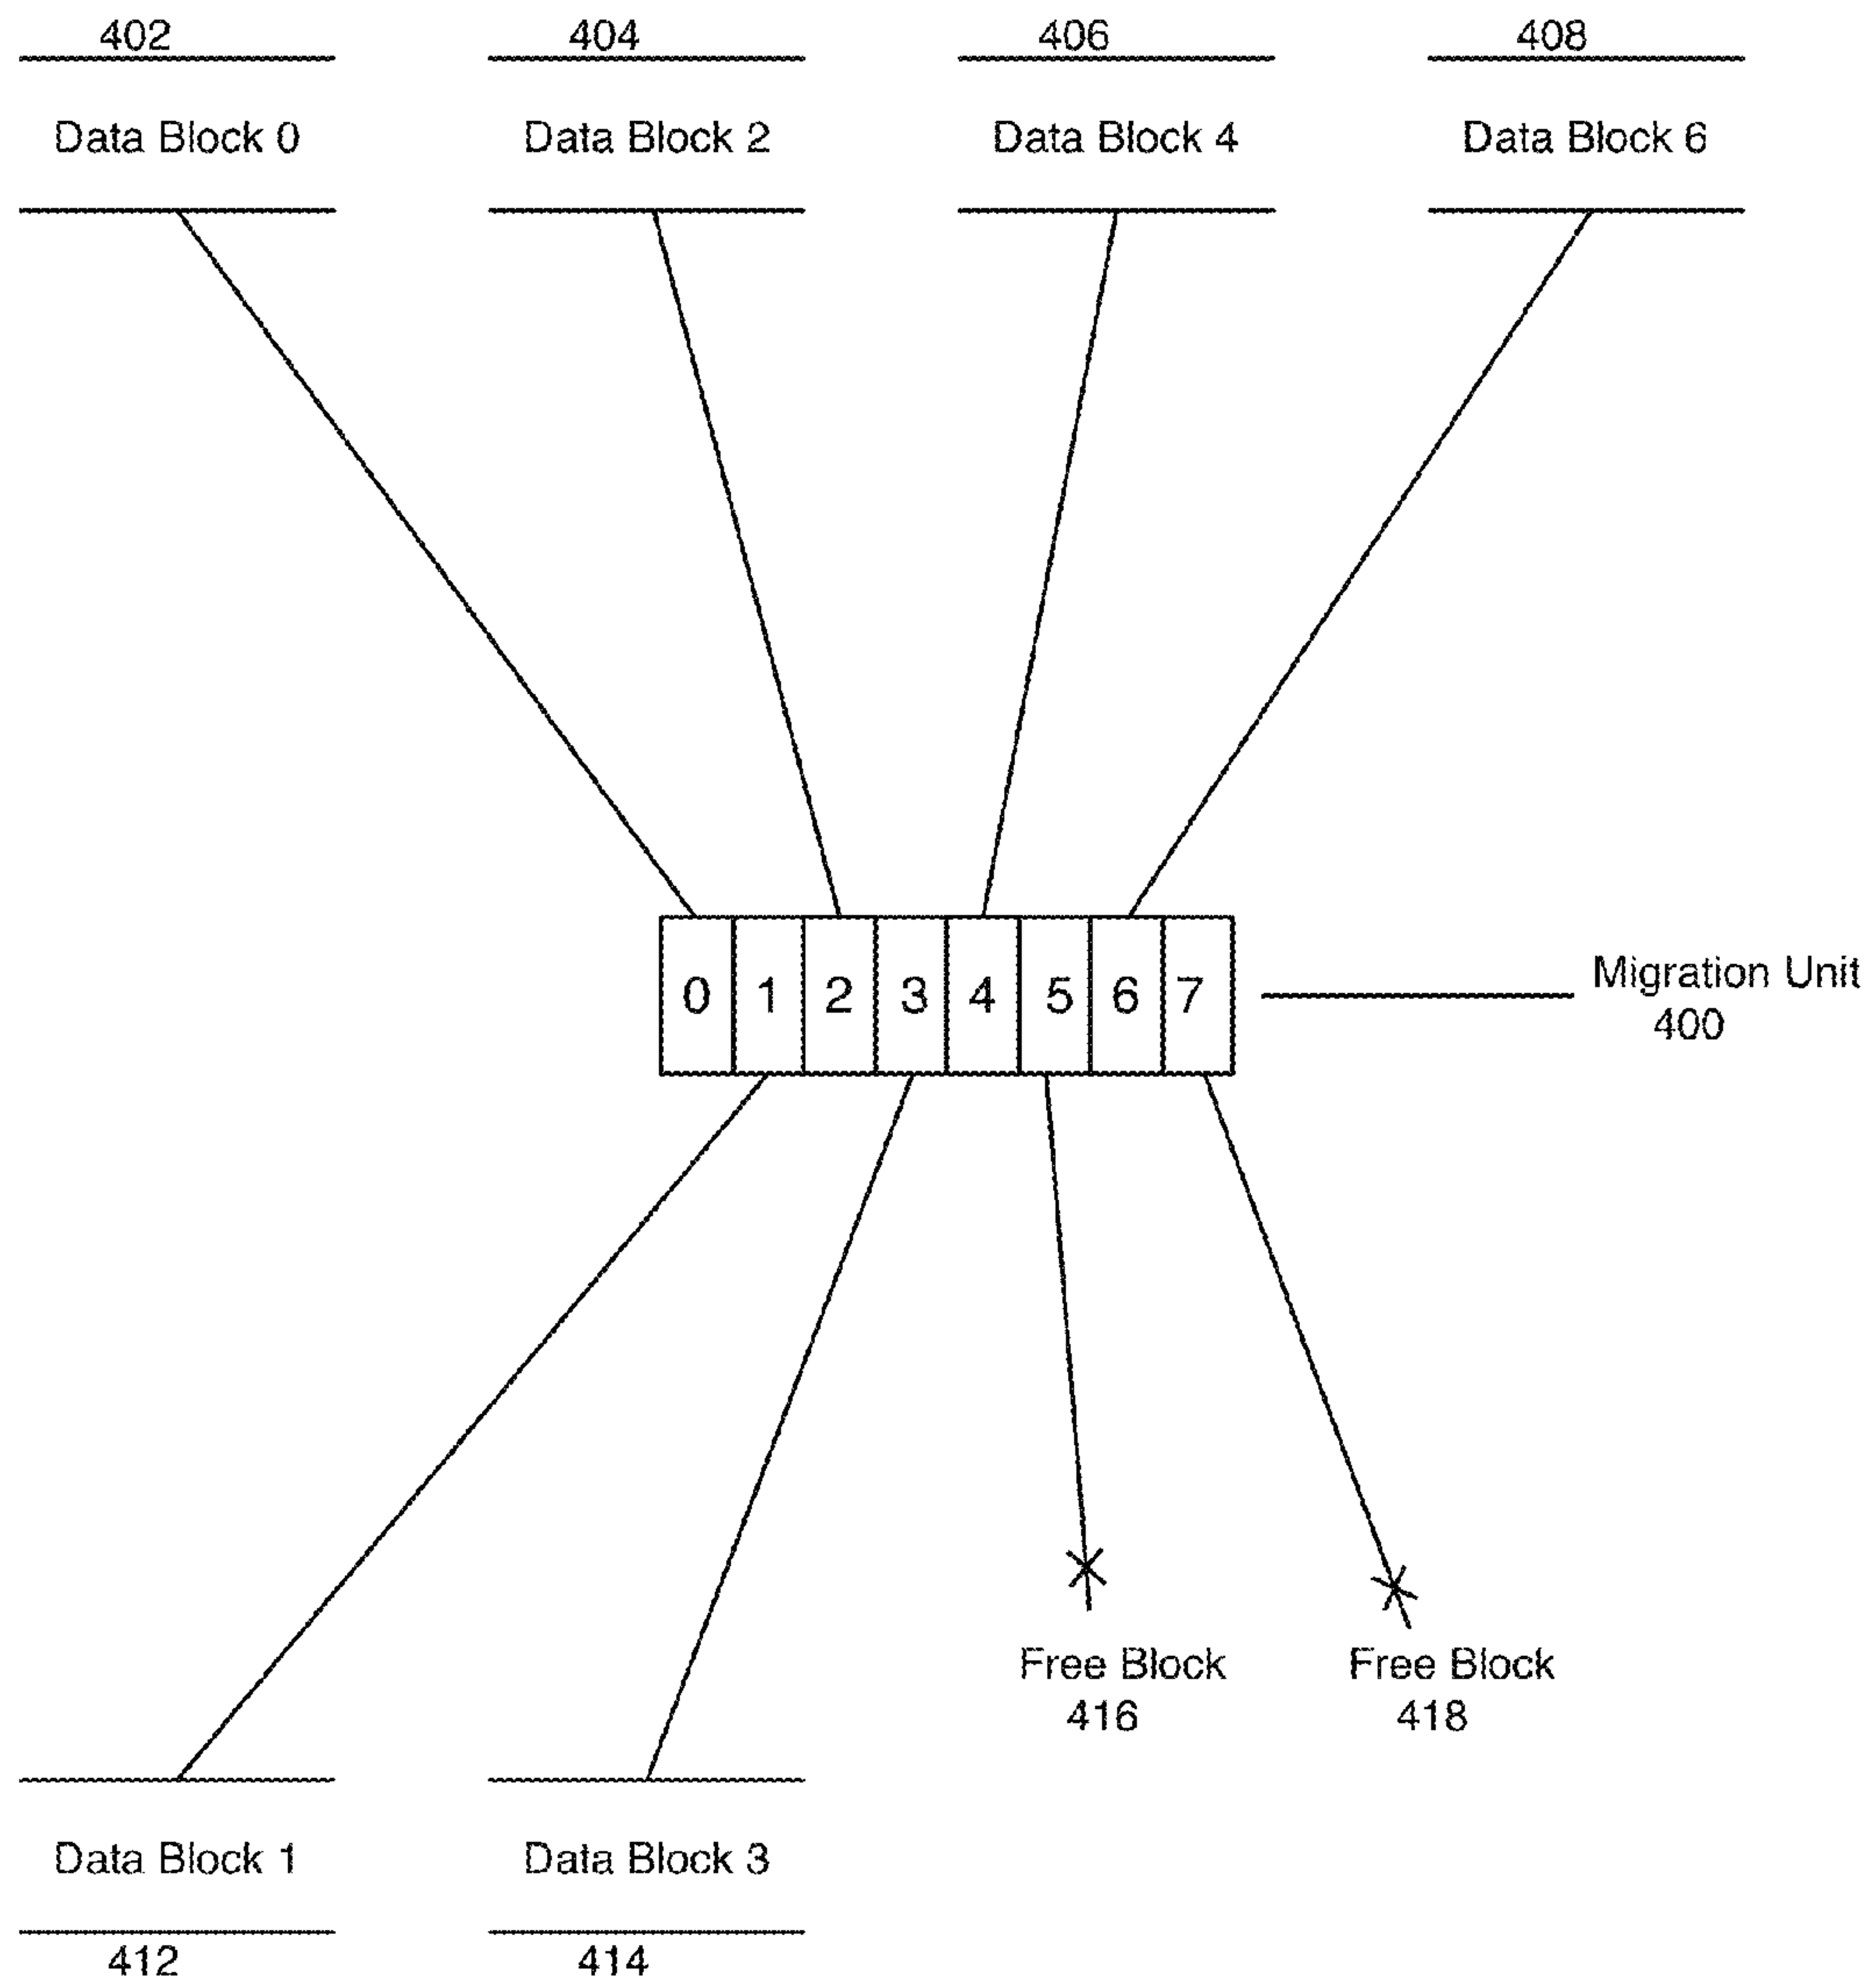 402
404
406
408
Data Block 0
Data Block 2
Data Block 4
Data Block 6
0
1
2
3
4
5
6
7
Migration Unit
400
Free Block
416
Free Block
418
Data Block 1
Data Block 3
412
414